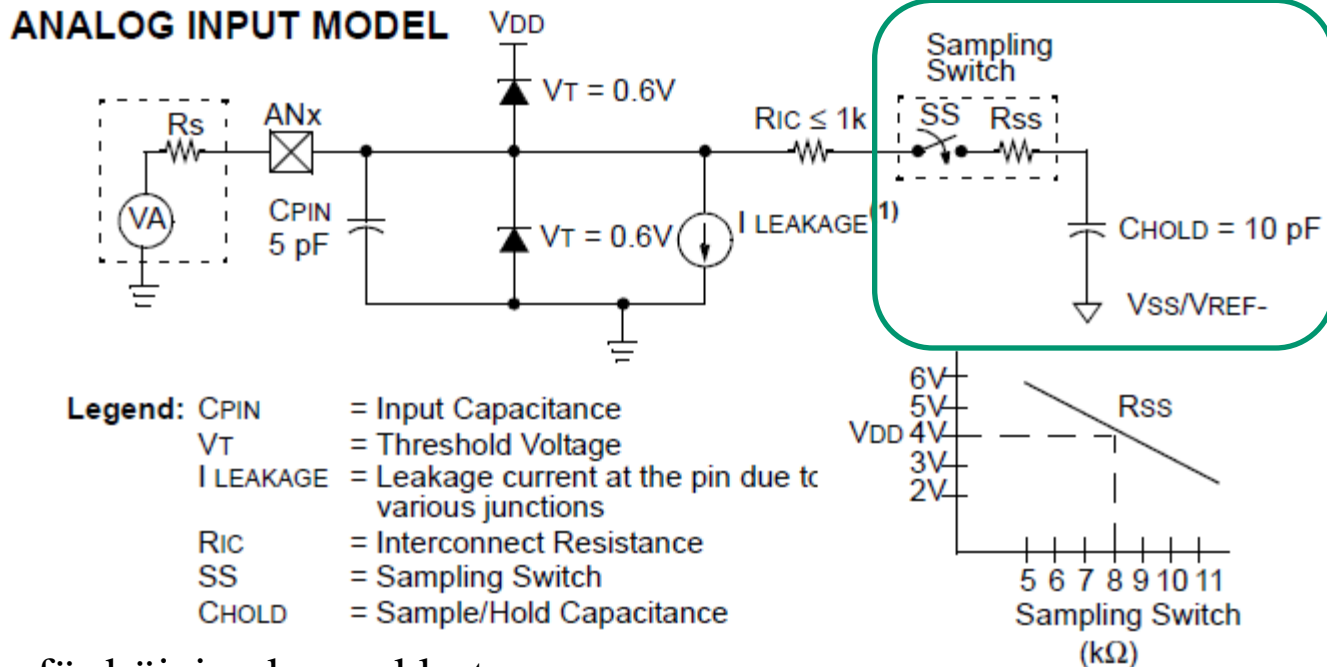 ANALOG INPUT MODEL
VDD
Sampling
Switch
VT = 0.6V
Rs
ANx
RIC ≤ 1k
SS
Rss
VA
CPIN
5 pF
VT = 0.6V
I LEAKAGE(1)
CHOLD = 10 pF
VSS/VREF-
Legend: CPIN = Input Capacitance
VT = Threshold Voltage
I LEAKAGE = Leakage current at the pin due to
various junctions
RIC = Interconnect Resistance
SS = Sampling Switch
CHOLD = Sample/Hold Capacitance
6V
5V
VDD 4V
3V
2V
RSS
5 6 7 8 9 10 11
Sampling Switch
(kΩ)